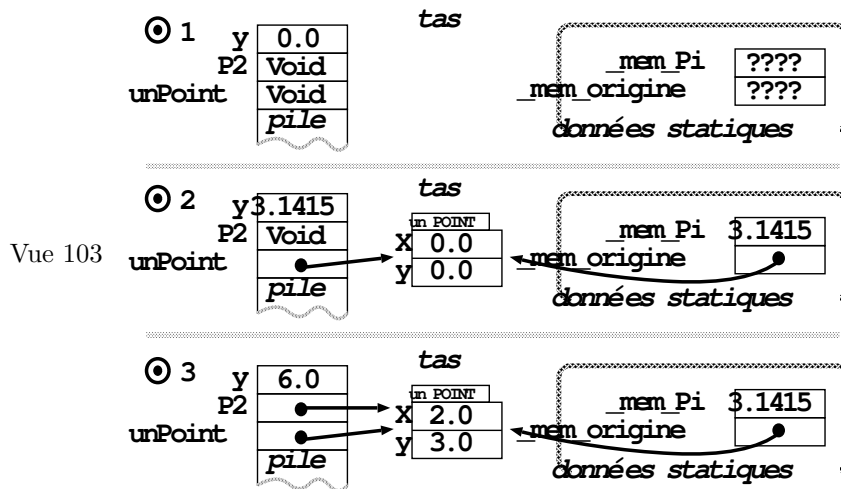 tas
1 y 0.0
P2 Void _mem_Pi ????
unPoint Void _mem_origine ????
pile données statiques
tas
2 y 3.1415 un POINT _mem_Pi 3.1415
P2 Void x 0.0
Vue 103 unPoint y 0.0 _mem_origine
pile données statiques
tas
3 y 6.0 un POINT
P2 x 2.0 _mem_Pi 3.1415
unPoint y 3.0 _mem_origine
pile données statiques